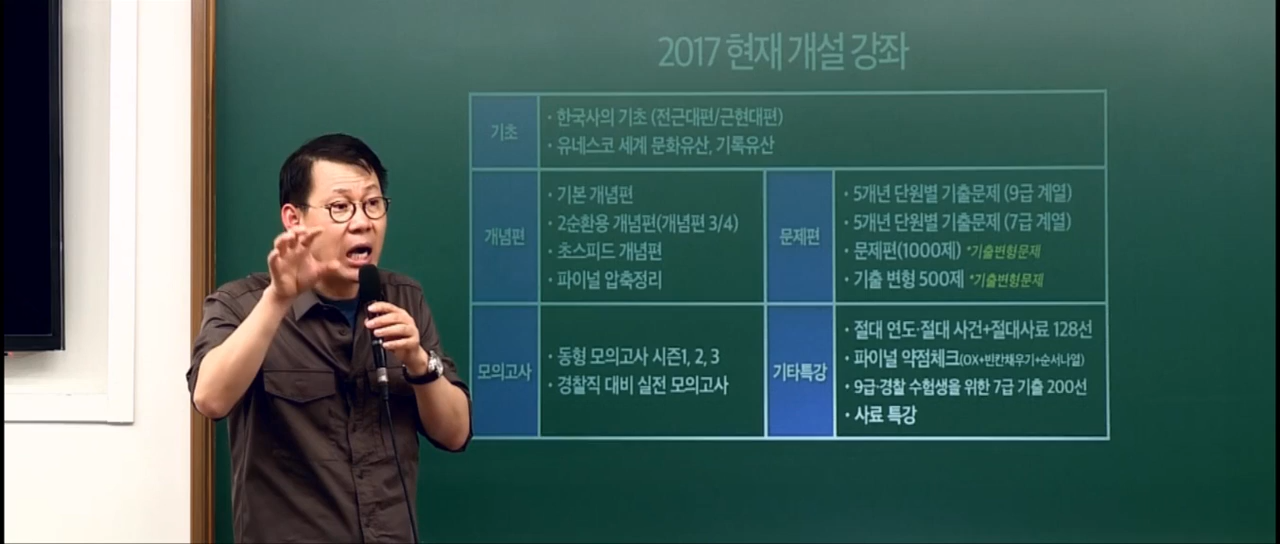 2017 현재 개설 강좌
기초
· 한국사의 기초 (전근대편/근현대편)
· 유네스코 세계 문화유산, 기록유산
개념편
· 기본 개념편
· 2순환용 개념편(개념편 3/4)
· 초스피드 개념편
· 파이널 압축정리
문제편
· 5개년 단원별 기출문제 (9급 계열)
· 5개년 단원별 기출문제 (7급 계열)
· 문제편(1000제) *기출변형문제
· 기출 변형 500제 *기출변형문제
모의고사
· 동형 모의고사 시즌1, 2, 3
· 경찰직 대비 실전 모의고사
기타특강
· 절대 연도·절대 사건+절대사료 128선
· 파이널 약점체크(OX+빈칸채우기+순서나열)
· 9급·경찰 수험생을 위한 7급 기출 200선
· 사료 특강